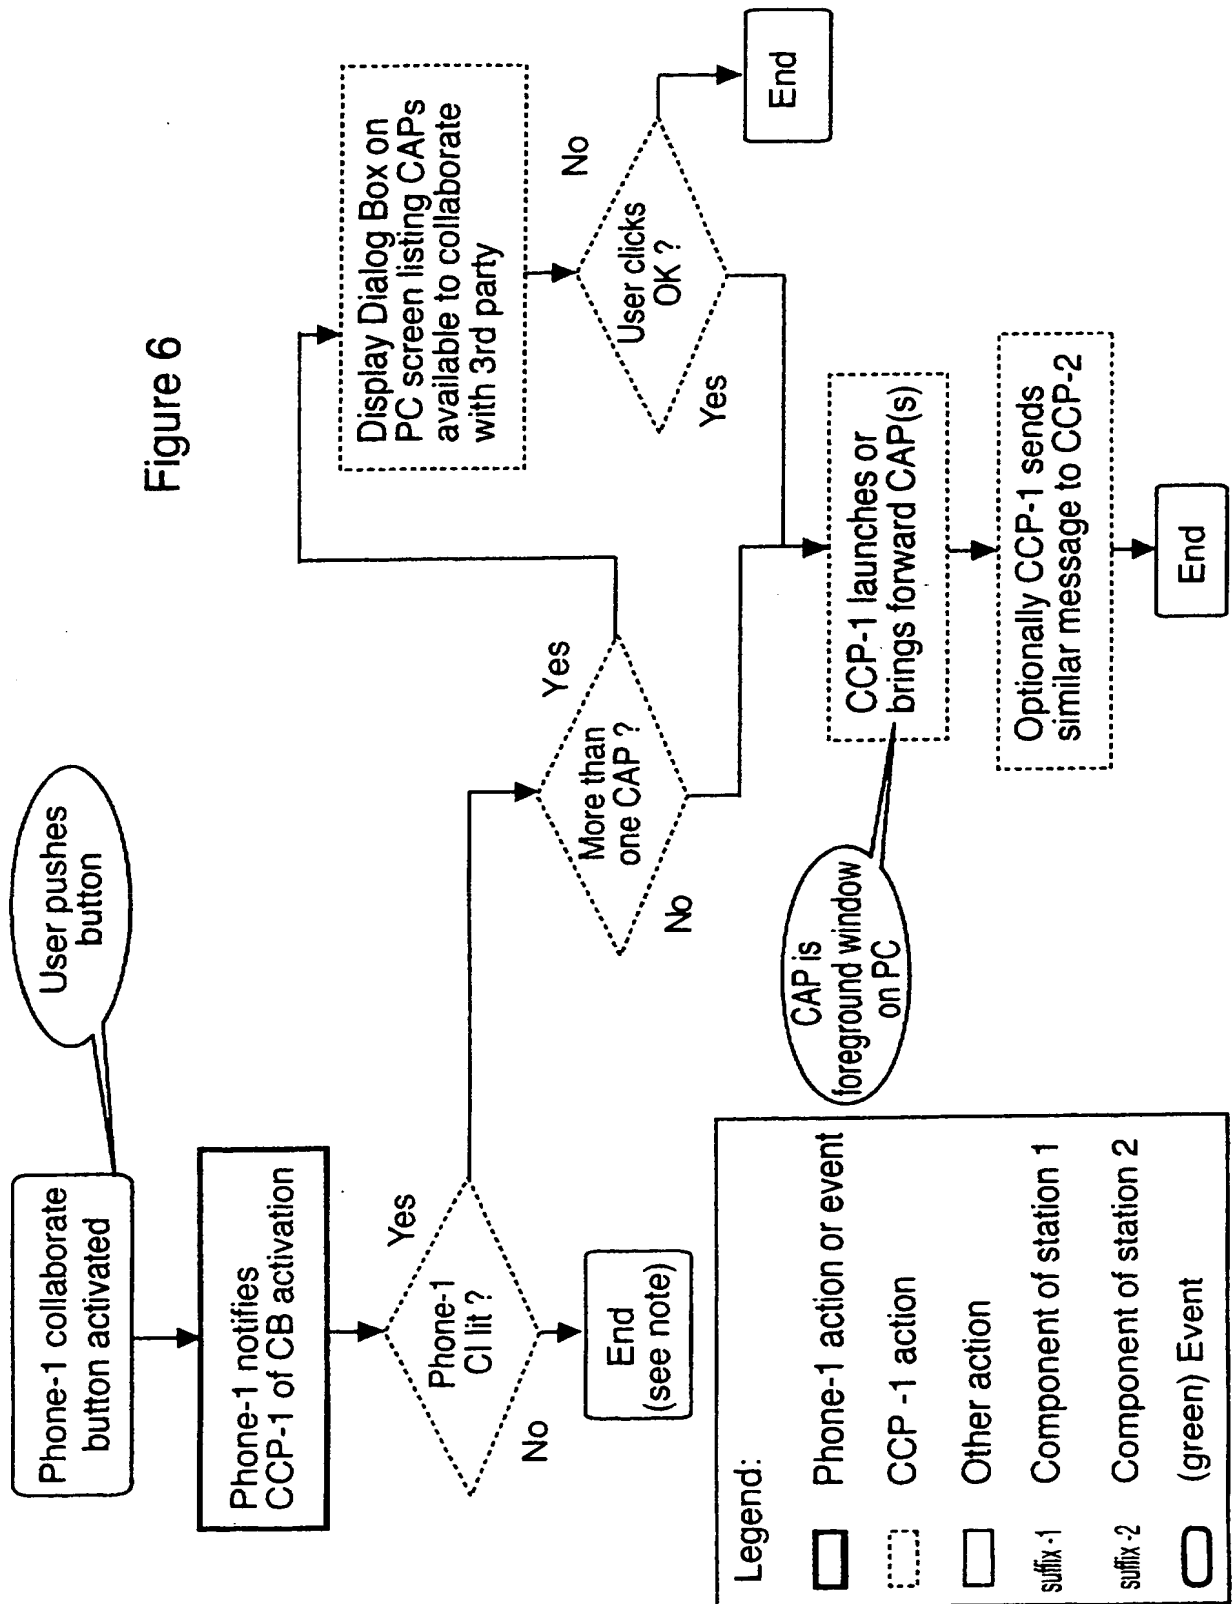 Figure 6
User pushes
button
Phone-1 collaborate
button activated
Phone-1 notifies
CCP-1 of CB activation
Phone-1
CI lit ?
Yes
No
End
(see note)
More than
one CAP ?
Yes
No
Display Dialog Box on
PC screen listing CAPs
available to collaborate
with 3rd party
User clicks
OK ?
No
Yes
End
CCP-1 launches or
brings forward CAP(s)
CAP is
foreground window
on PC
Optionally CCP-1 sends
similar message to CCP-2
End
Legend:
Phone-1 action or event
CCP -1 action
Other action
suffix -1 Component of station 1
suffix -2 Component of station 2
(green) Event